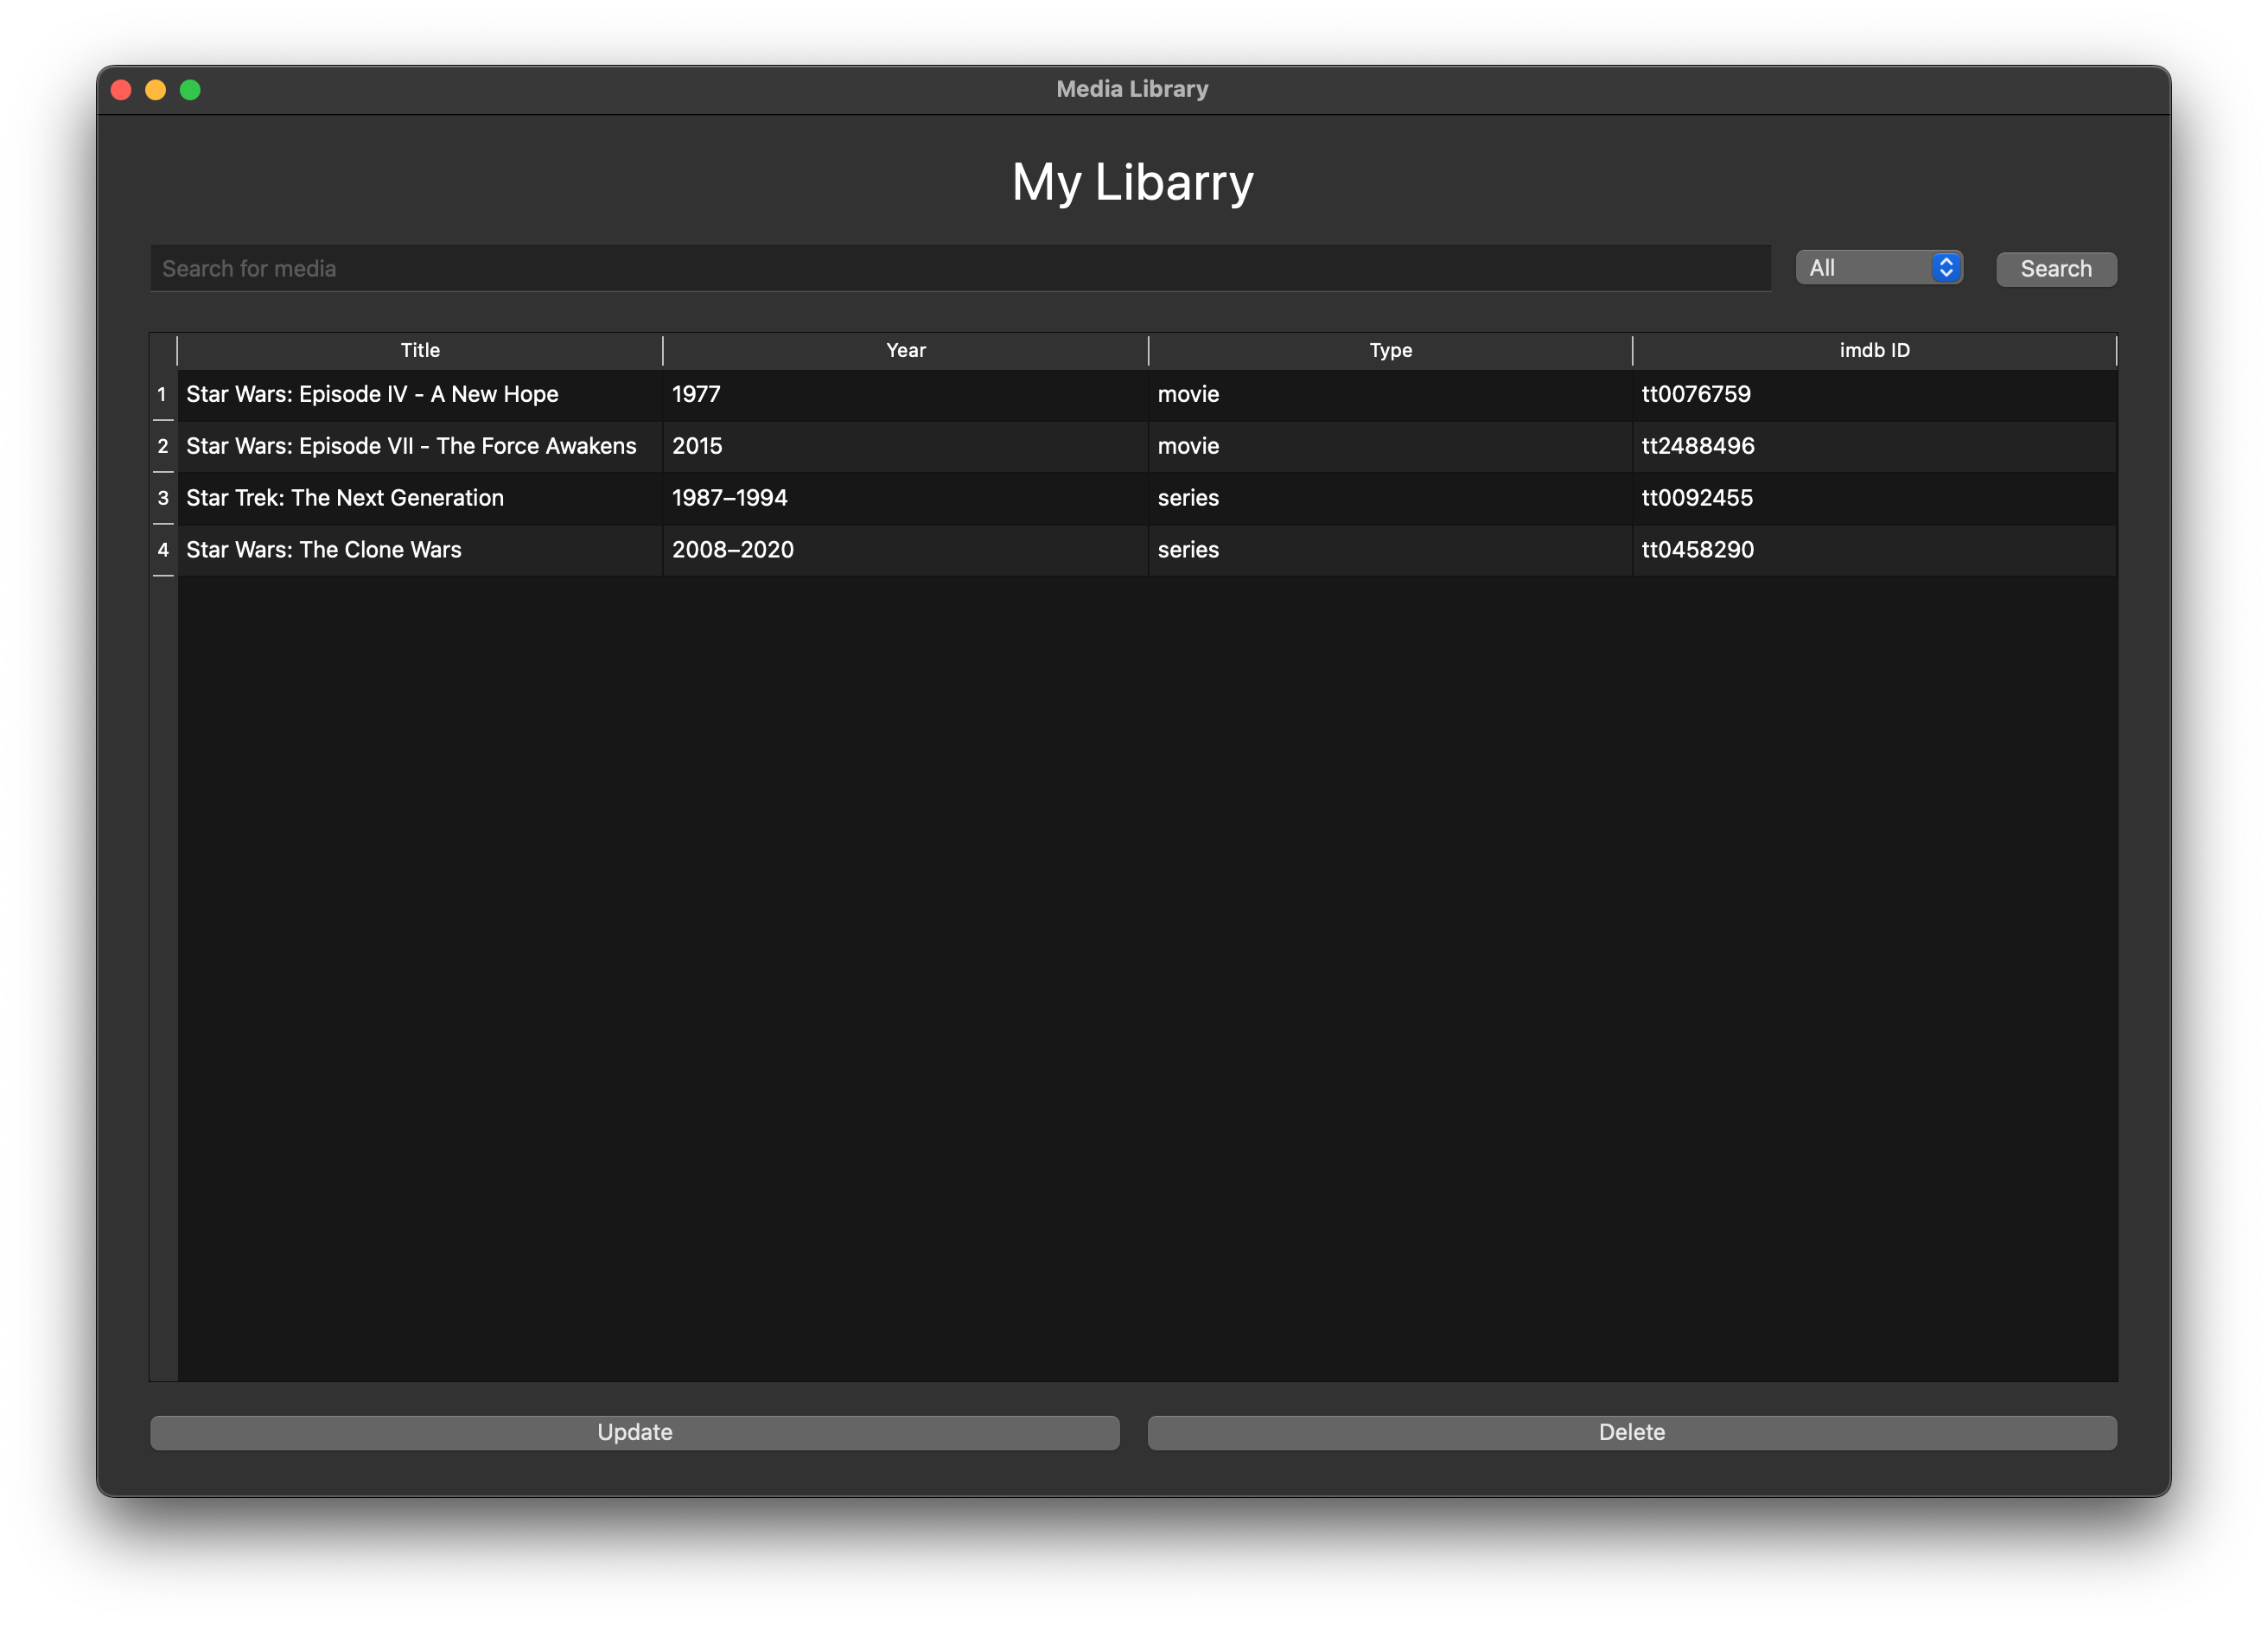 Media Library
My Libarry
Search for media All Search
Title Year Type imdb ID
1 Star Wars: Episode IV - A New Hope 1977 movie tt0076759
2 Star Wars: Episode VII - The Force Awakens 2015 movie tt2488496
3 Star Trek: The Next Generation 1987–1994 series tt0092455
4 Star Wars: The Clone Wars 2008–2020 series tt0458290
Update Delete